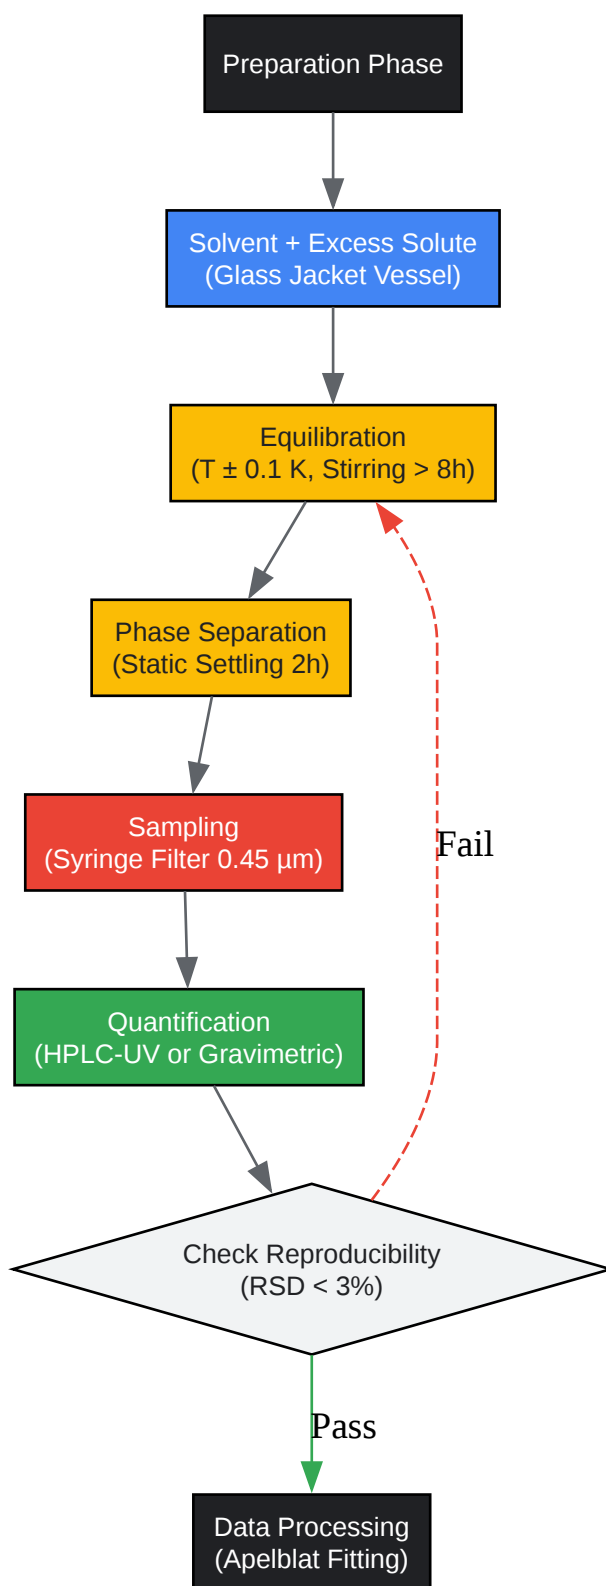 Preparation Phase
Solvent + Excess Solute
(Glass Jacket Vessel)
Equilibration
(T ± 0.1 K, Stirring > 8h)
Phase Separation
(Static Settling 2h)
Sampling
(Syringe Filter 0.45 µm)
Fail
Quantification
(HPLC-UV or Gravimetric)
Check Reproducibility
(RSD < 3%)
Pass
Data Processing
(Apelblat Fitting)